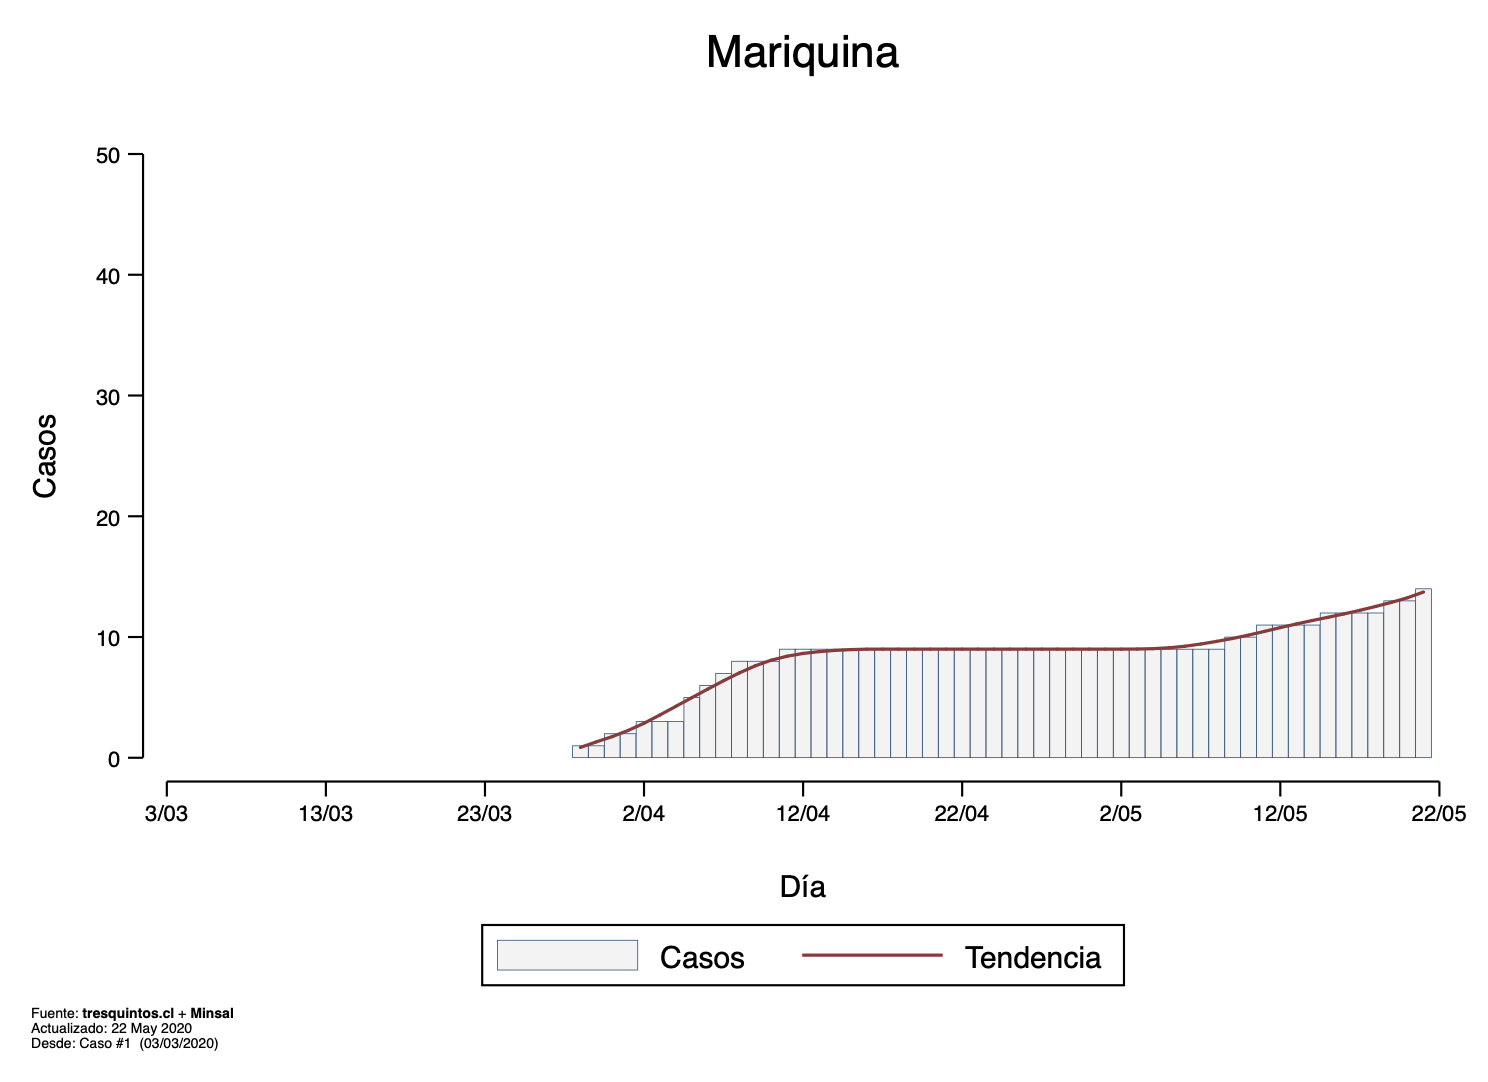 Mariquina
50
40
30
20
10
0
Casos
3/03 13/03 23/03 2/04 12/04 22/04 2/05 12/05 22/05
Día
Casos Tendencia
Fuente: tresquintos.cl + Minsal
Actualizado: 22 May 2020
Desde: Caso #1 (03/03/2020)